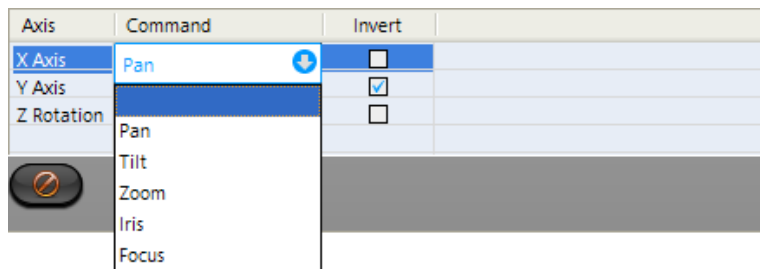 Axis Command Invert
X Axis Pan
Y Axis
Z Rotation
Pan
Tilt
Zoom
Iris
Focus